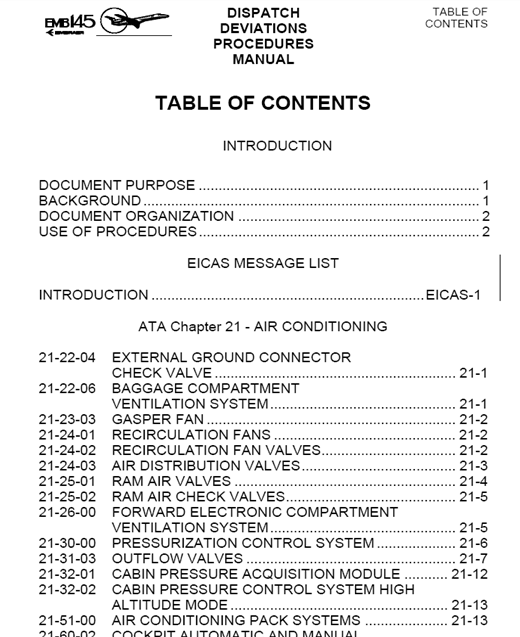 EMB145
EMBRAER
DISPATCH
DEVIATIONS
PROCEDURES
MANUAL
TABLE OF
CONTENTS
TABLE OF CONTENTS
INTRODUCTION
DOCUMENT PURPOSE ........ 1
BACKGROUND ........ 1
DOCUMENT ORGANIZATION ........ 2
USE OF PROCEDURES ........ 2
EICAS MESSAGE LIST
INTRODUCTION ........ EICAS-1
ATA Chapter 21 - AIR CONDITIONING
21-22-04 EXTERNAL GROUND CONNECTOR
CHECK VALVE ........ 21-1
21-22-06 BAGGAGE COMPARTMENT
VENTILATION SYSTEM ........ 21-1
21-23-03 GASPER FAN ........ 21-2
21-24-01 RECIRCULATION FANS ........ 21-2
21-24-02 RECIRCULATION FAN VALVES ........ 21-2
21-24-03 AIR DISTRIBUTION VALVES ........ 21-3
21-25-01 RAM AIR VALVES ........ 21-4
21-25-02 RAM AIR CHECK VALVES ........ 21-5
21-26-00 FORWARD ELECTRONIC COMPARTMENT
VENTILATION SYSTEM ........ 21-5
21-30-00 PRESSURIZATION CONTROL SYSTEM ........ 21-6
21-31-03 OUTFLOW VALVES ........ 21-7
21-32-01 CABIN PRESSURE ACQUISITION MODULE ........ 21-12
21-32-02 CABIN PRESSURE CONTROL SYSTEM HIGH
ALTITUDE MODE ........ 21-13
21-51-00 AIR CONDITIONING PACK SYSTEMS ........ 21-13
21-60-02 COCKPIT AUTOMATIC AND MANUAL